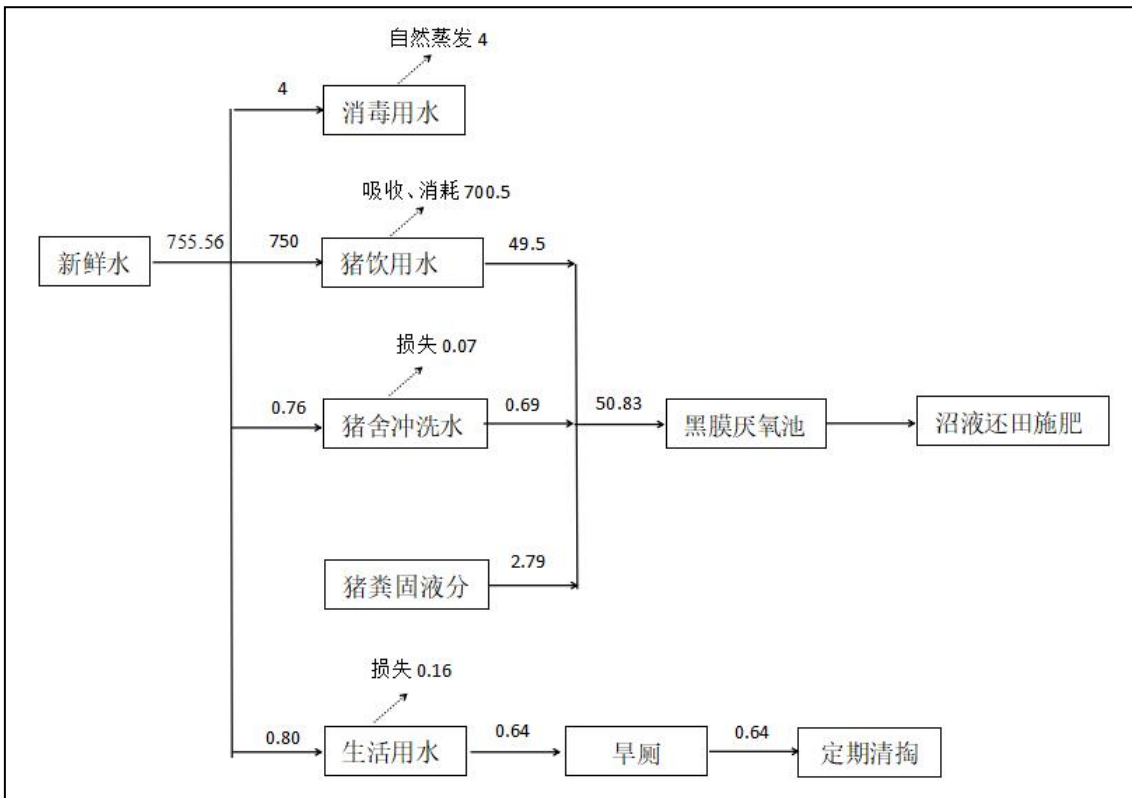 自然蒸发 4
4
消毒用水
吸收、消耗 700.5
新鲜水
755.56
750
猪饮用水
49.5
损失 0.07
0.76
猪舍冲洗水
0.69
50.83
黑膜厌氧池
沼液还田施肥
猪粪固液分
2.79
损失 0.16
0.80
生活用水
0.64
旱厕
0.64
定期清掏